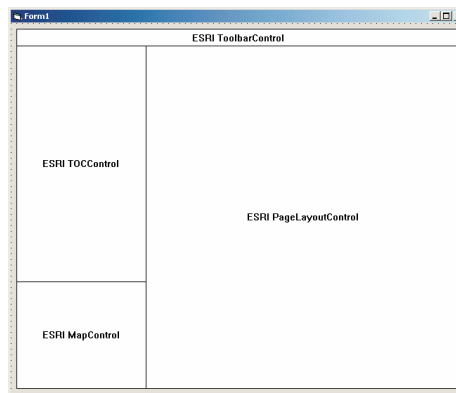 Form1
ESRI ToolbarControl
ESRI TOCControl
ESRI PageLayoutControl
ESRI MapControl